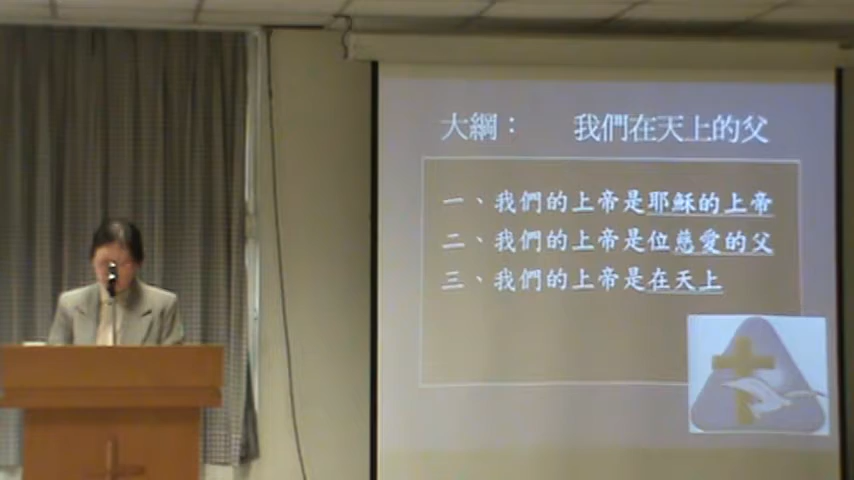 大綱： 我們在天上的父
一、我們的上帝是耶穌的上帝
二、我們的上帝是位慈愛的父
三、我們的上帝是在天上